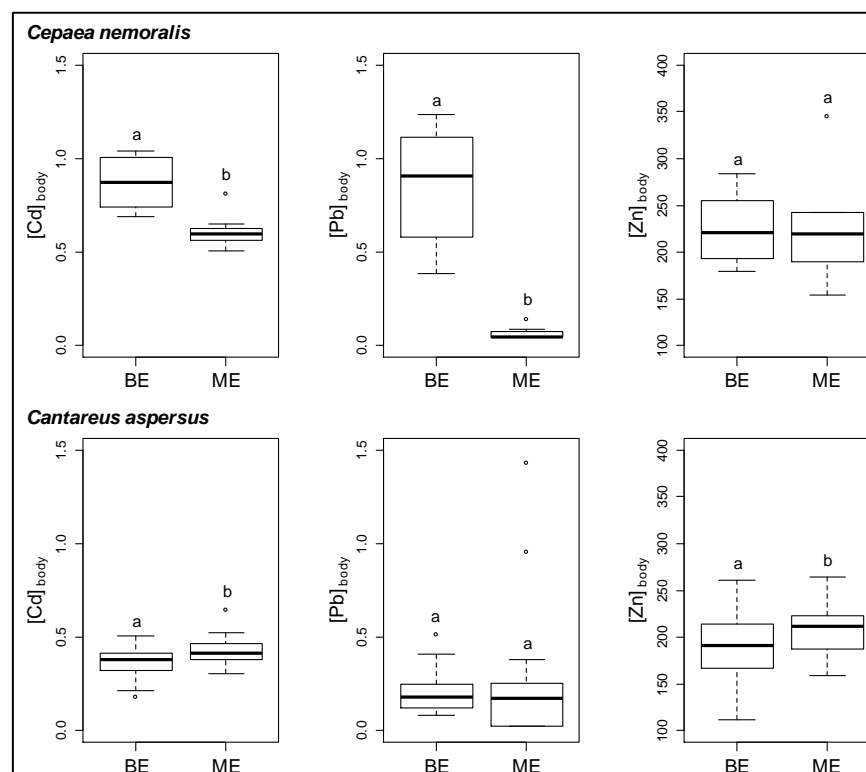 Cepaea nemoralis
[Cd] body
1.5
1.0
0.5
0.0
a
b
BE ME
[Pb] body
1.5
1.0
0.5
0.0
a
b
BE ME
[Zn] body
400
350
300
250
200
150
100
a
a
BE ME
Cantareus aspersus
[Cd] body
1.5
1.0
0.5
0.0
a
b
BE ME
[Pb] body
1.5
1.0
0.5
0.0
a
a
BE ME
[Zn] body
400
350
300
250
200
150
100
a
b
BE ME